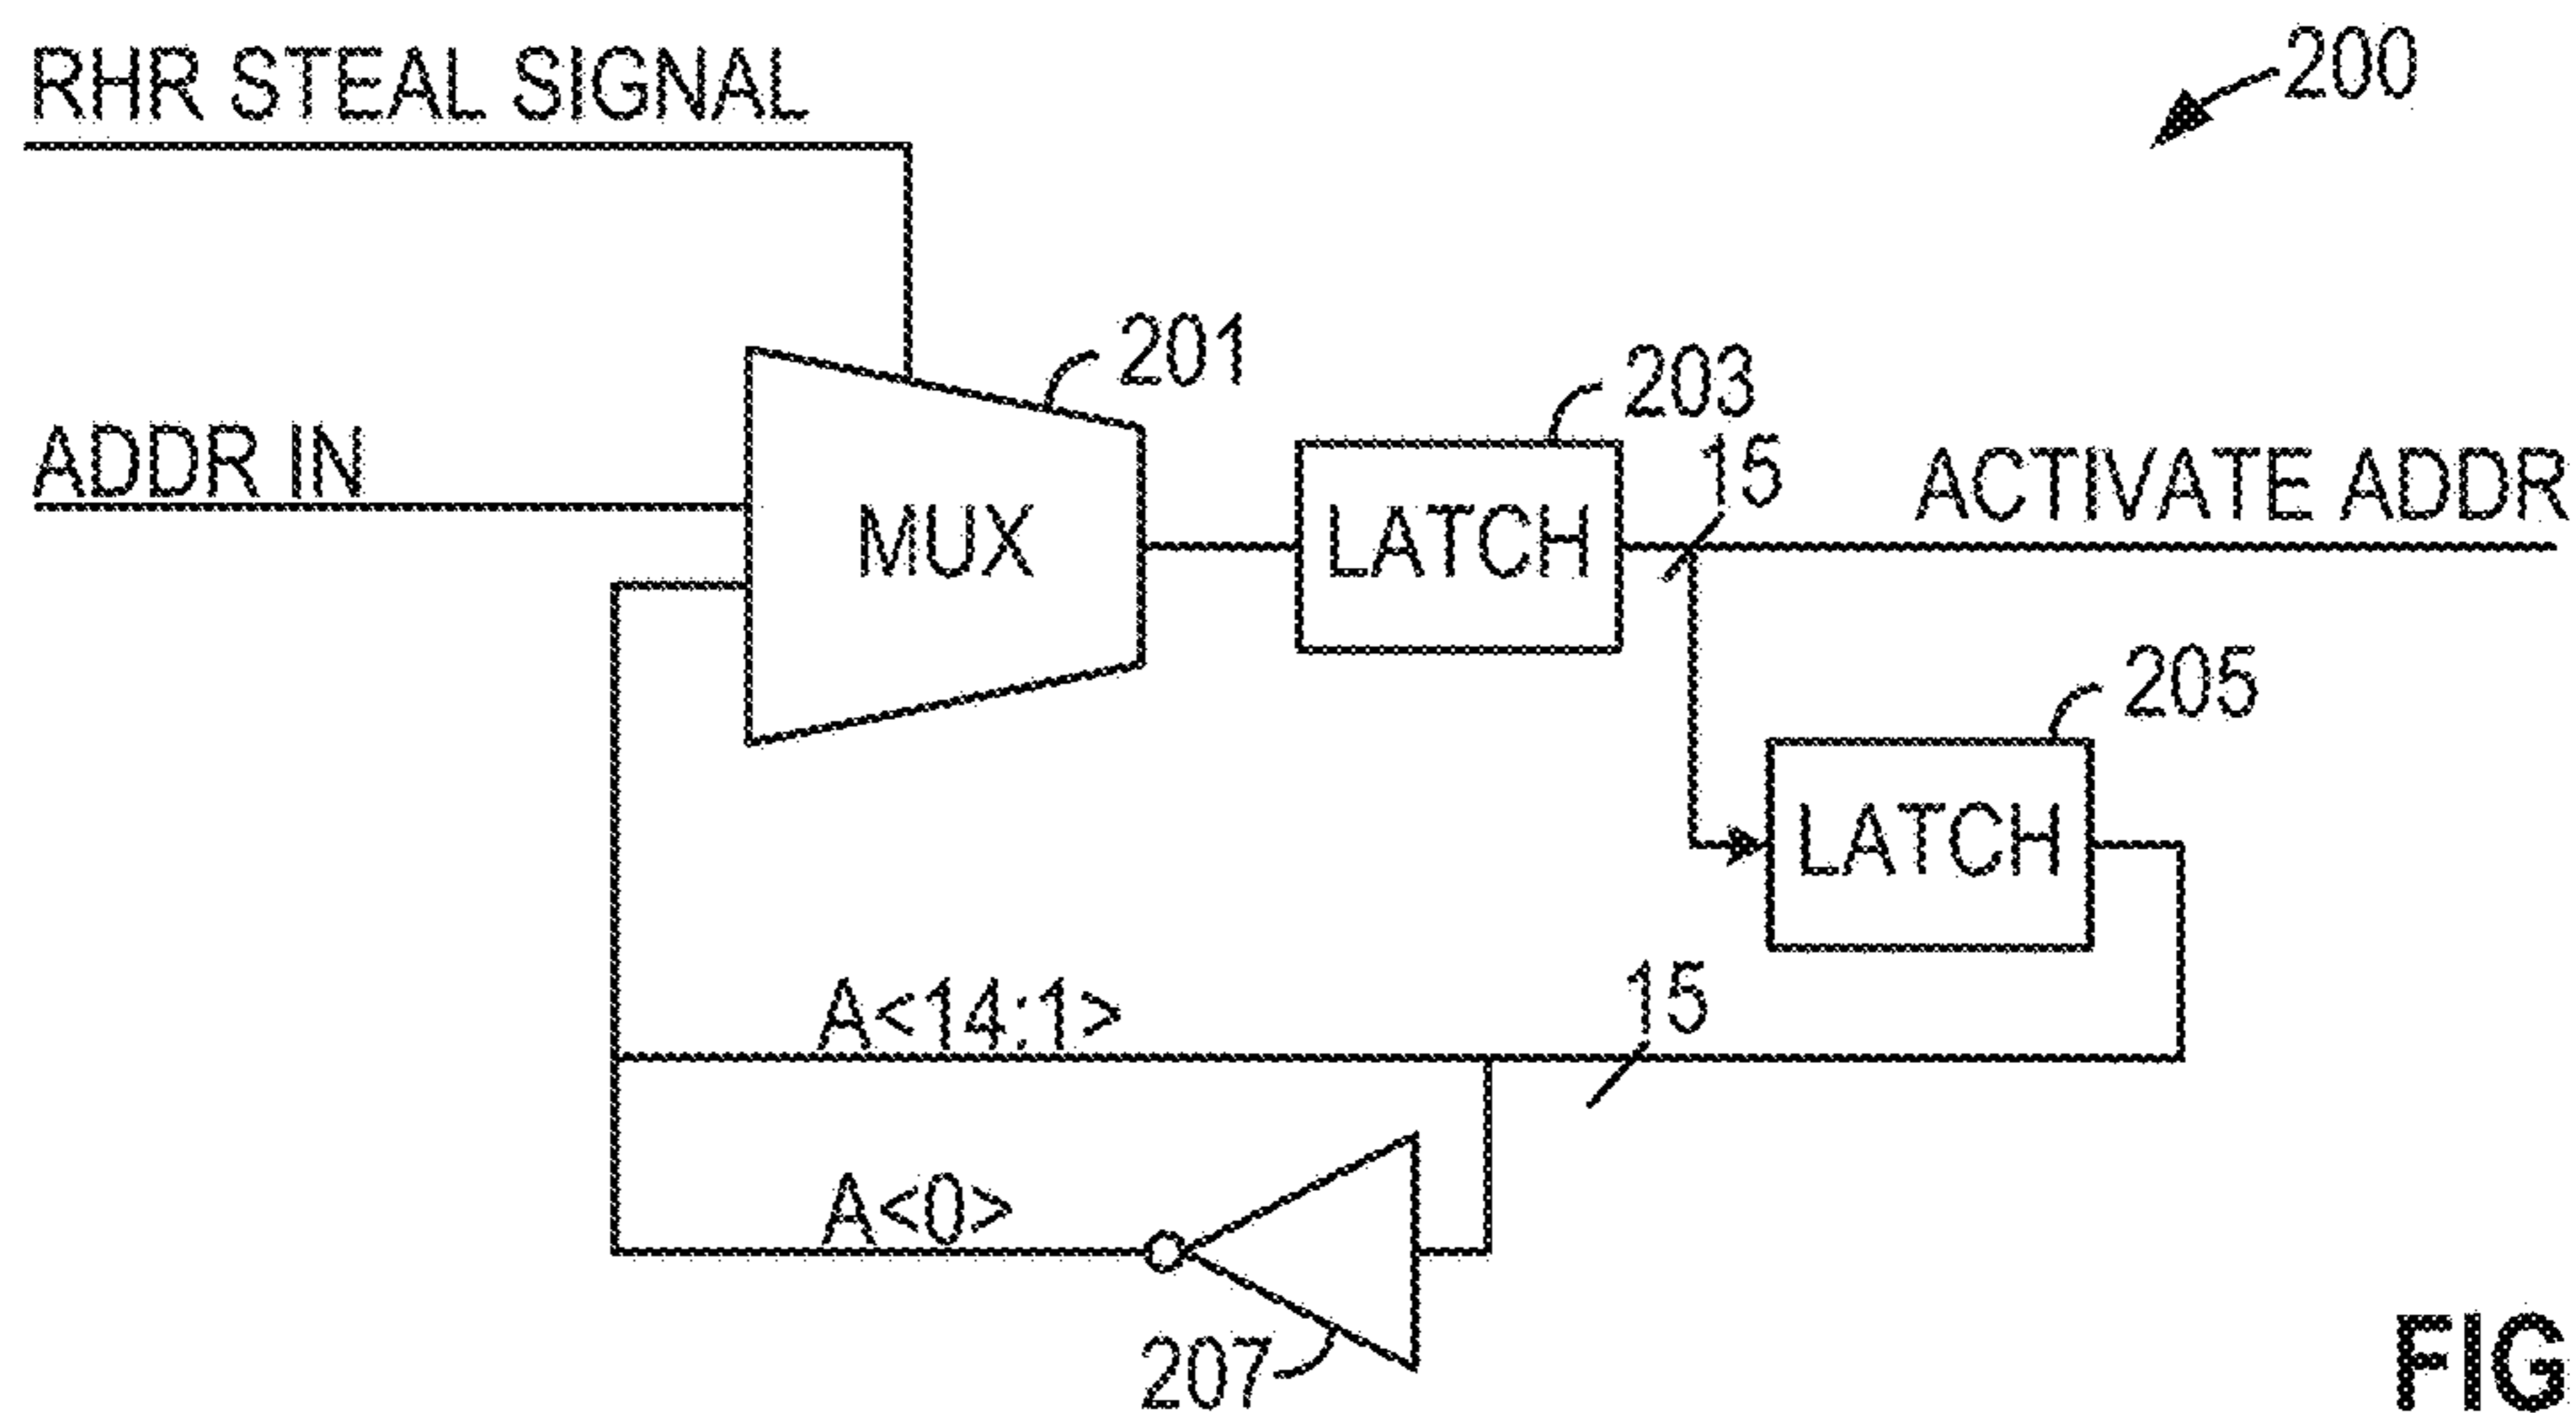 RHR STEAL SIGNAL
200
201
203
15
ADDR IN
ACTIVATE ADDR
MUX
LATCH
205
LATCH
A<14:1>
15
A<0>
207
FIG